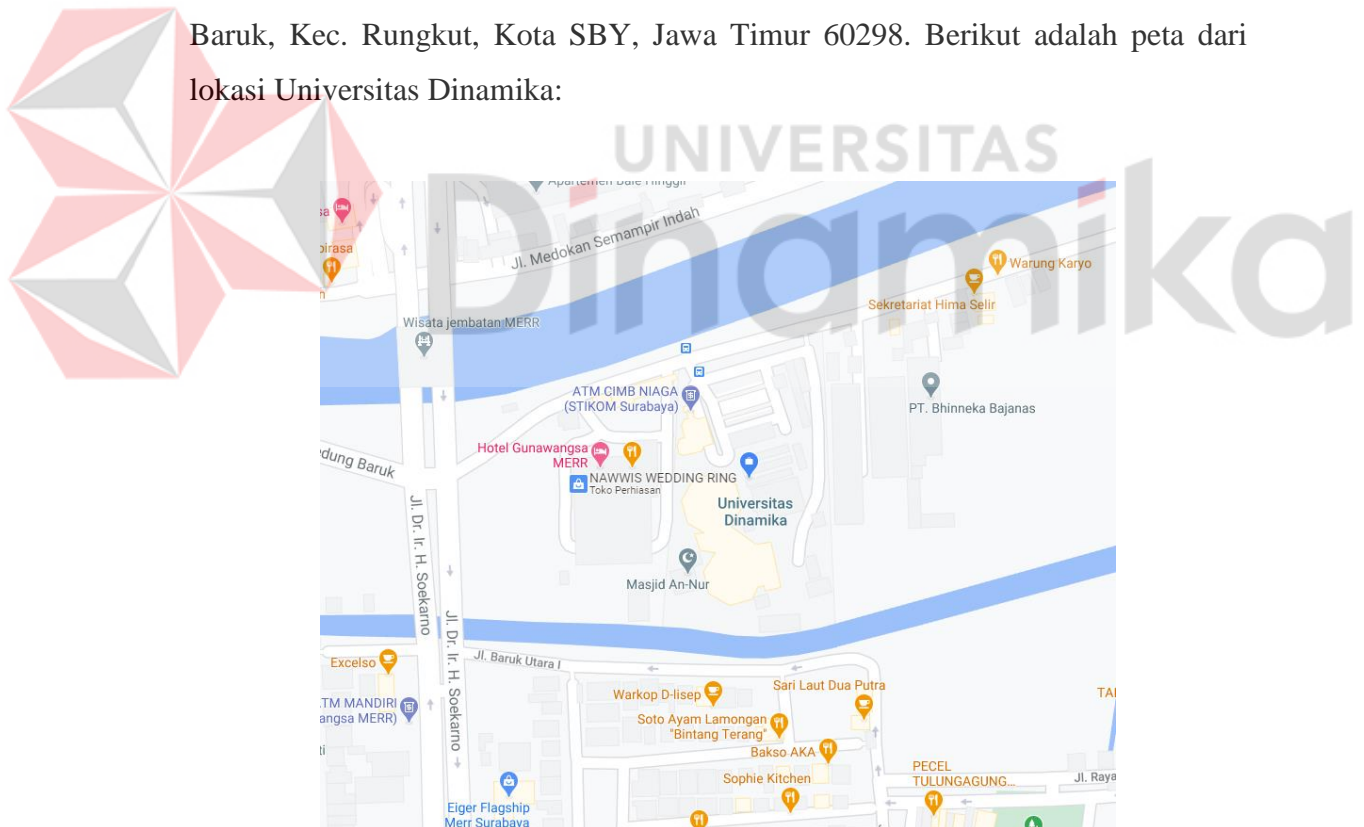 Baruk, Kec. Rungkut, Kota SBY, Jawa Timur 60298. Berikut adalah peta dari
lokasi Universitas Dinamika:
UNIVERSITAS
Dinamika
Jl. Medokan Semampir Indah
Warung Karyo
Sekretariat Hima Selir
Wisata jembatan MERR
ATM CIMB NIAGA
(STIKOM Surabaya)
PT. Bhinneka Bajanas
Hotel Gunawangsa
MERR
NAWWIS WEDDING RING
Toko Perhiasan
Baruk
Universitas
Dinamika
Jl. Dr. Ir. H. Soekarno
Masjid An-Nur
Jl. Dr. Ir. H. Soekarno
Jl. Baruk Utara I
Excelso
Warkop D-lisep
Sari Laut Dua Putra
MANDIRI
MERR)
Soto Ayam Lamongan
"Bintang Terang"
Bakso AKA
Sophie Kitchen
PECEL
TULUNGAGUNG...
Jl. Raya
Eiger Flagship
Merr Surabaya